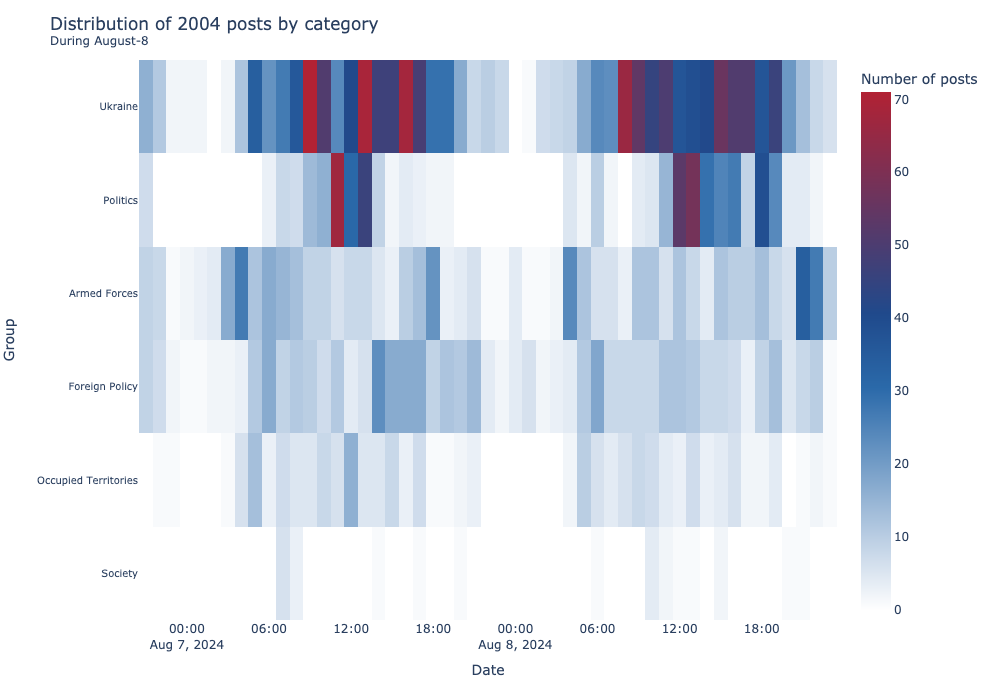 Distribution of 2004 posts by category
During August-8
Number of posts
70
60
50
40
30
20
10
0
Group
Ukraine
Politics
Armed Forces
Foreign Policy
Occupied Territories
Society
00:00
Aug 7, 2024
06:00
12:00
18:00
00:00
Aug 8, 2024
06:00
12:00
18:00
Date